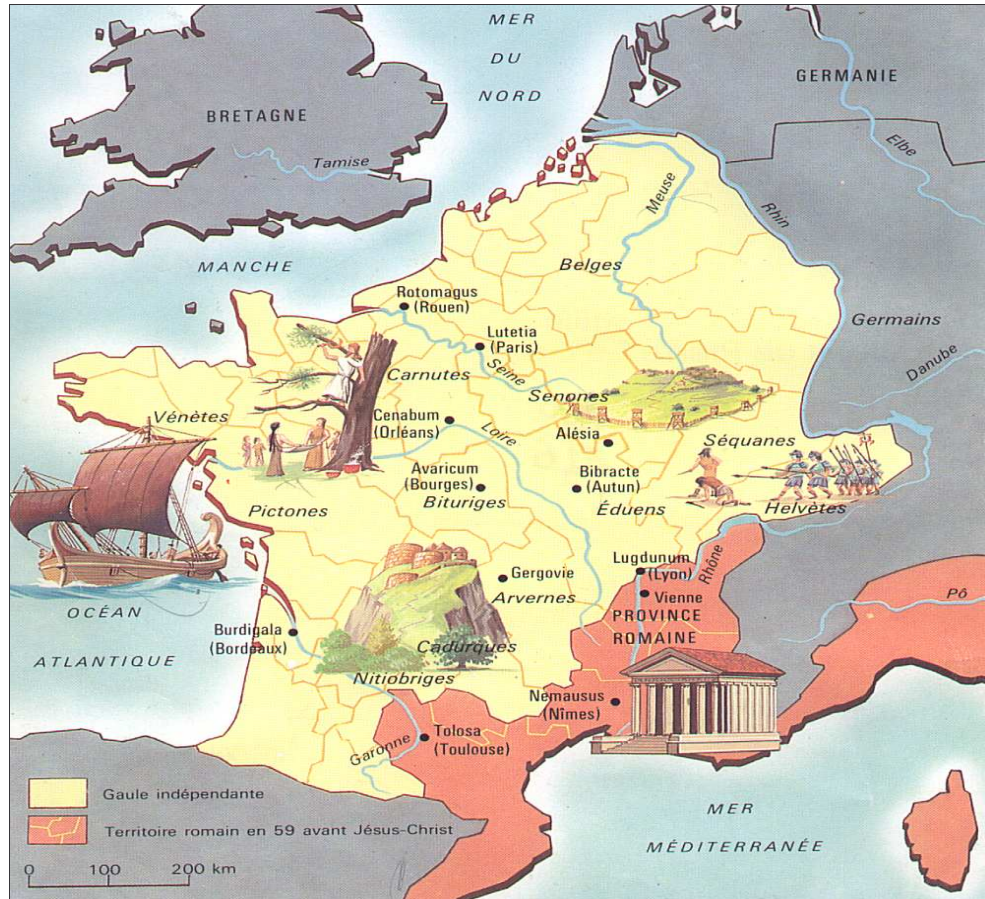 MER
DU
NORD
GERMANIE
BRETAGNE
Elbe
Tamise
Meuse
Rhin
MANCHE
Belges
Rotomagus
(Rouen)
Germains
Lutetia
(Paris)
Danube
Carnutes
Seine
Senones
Vénètes
Cenabum
(Orléans)
Loire
Alésia
Séquanes
Avaricum
(Bourges)
Bibracte
(Autun)
Bituriges
Éduens
Helvètes
Pictones
Lugdunum
(Lyon)
Rhône
Gergovie
Arvernes
Vienne
Pô
OCÉAN
PROVINCE
ROMAINE
Burdigala
(Bordeaux)
Cadurques
ATLANTIQUE
Nitiobriges
Nemausus
(Nîmes)
Tolosa
(Toulouse)
Garonne
Gaule indépendante
Territoire romain en 59 avant Jésus-Christ
MER
MÉDITERRANÉE
0 100 200 km